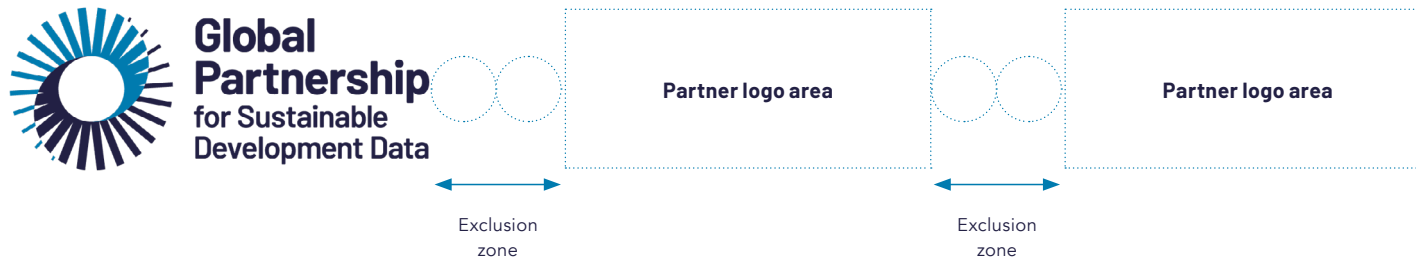 Global
Partnership
for Sustainable
Development Data
Partner logo area
Partner logo area
Exclusion
zone
Exclusion
zone